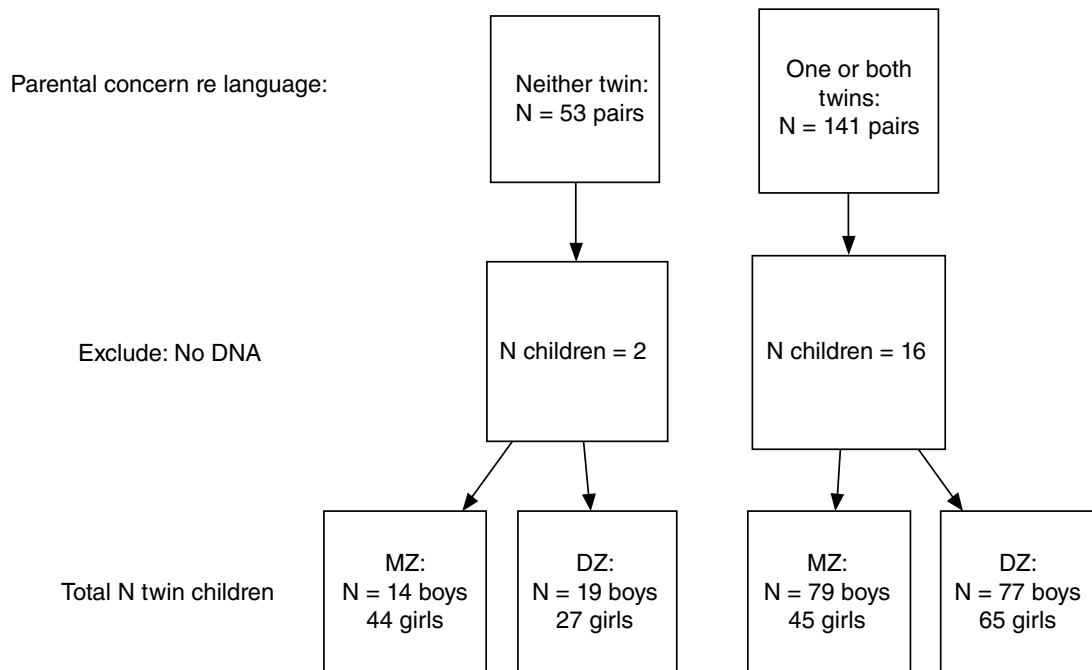 Parental concern re language:
Neither twin:
N = 53 pairs
One or both
twins:
N = 141 pairs
Exclude: No DNA
N children = 2
N children = 16
Total N twin children
MZ:
N = 14 boys
44 girls
DZ:
N = 19 boys
27 girls
MZ:
N = 79 boys
45 girls
DZ:
N = 77 boys
65 girls